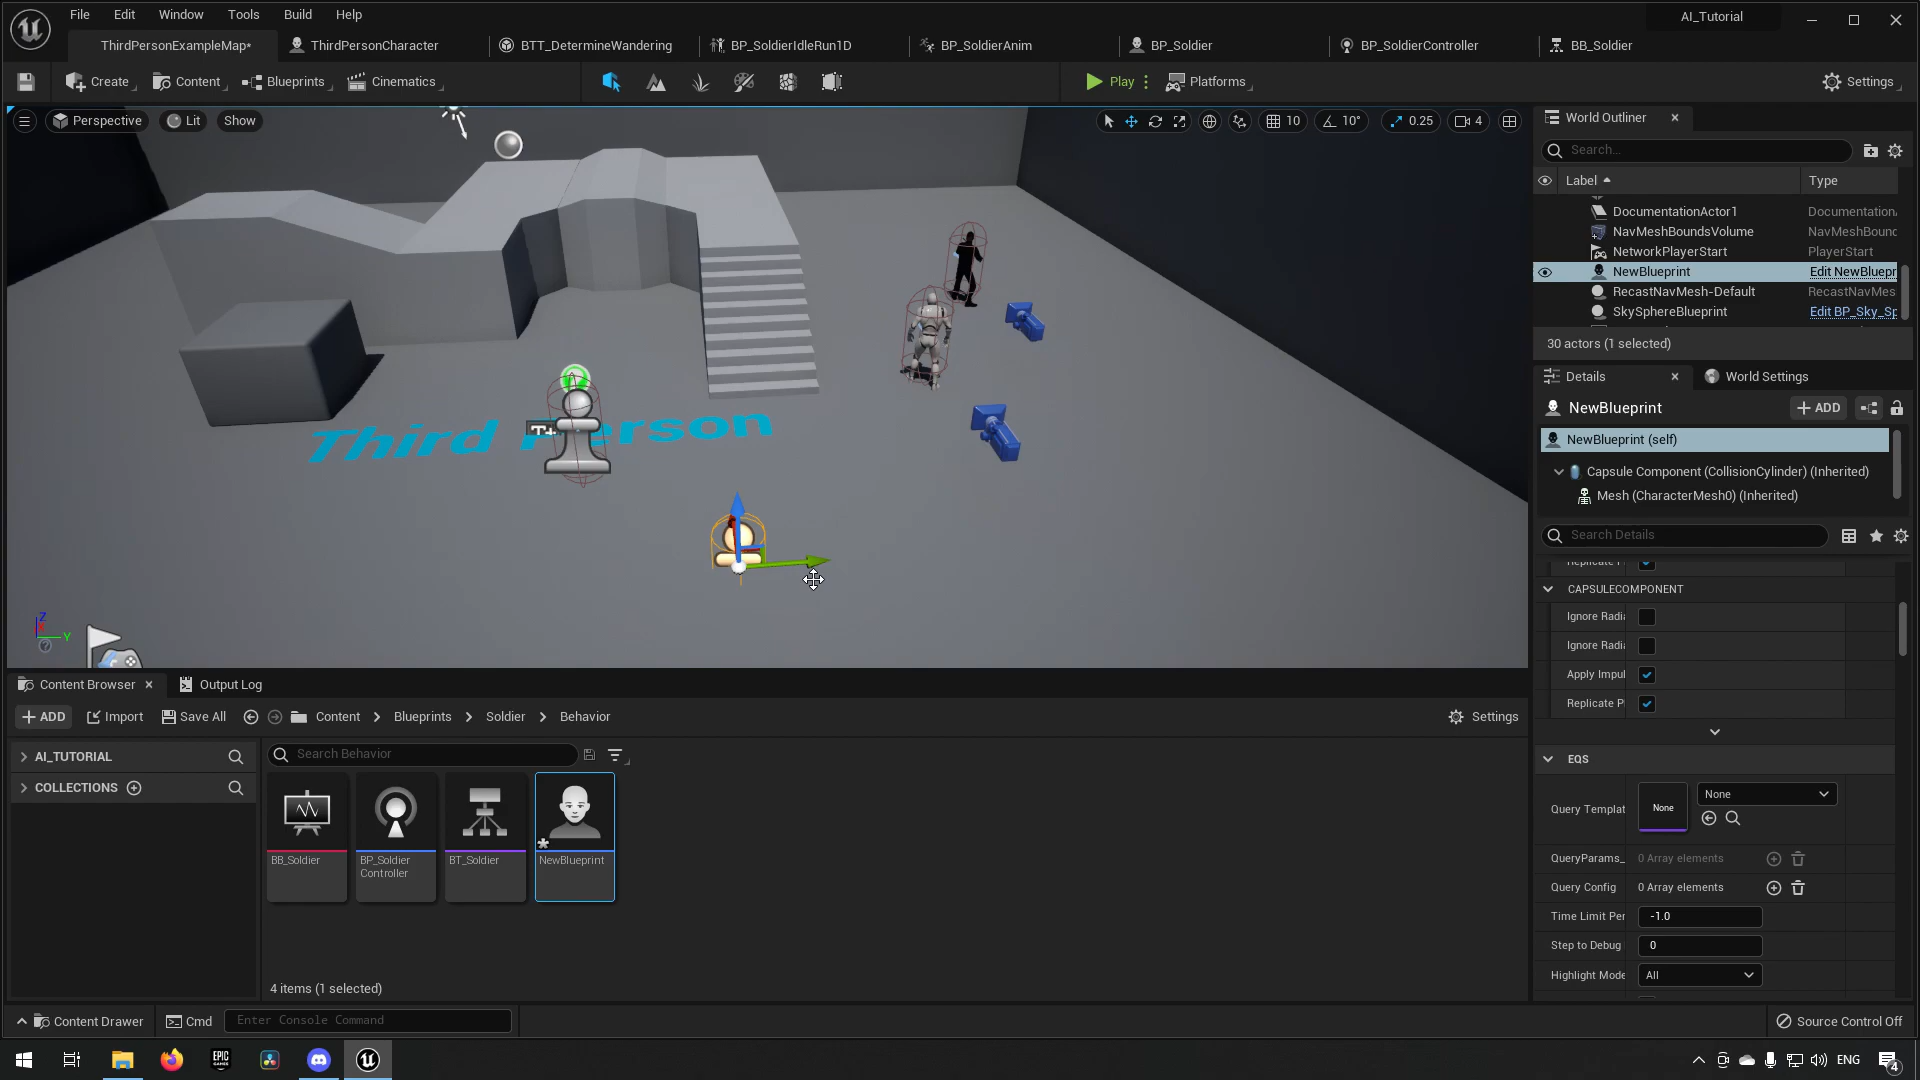 File Edit Window Tools Build Help
AI_Tutorial
ThirdPersonExampleMap* ThirdPersonCharacter BTT_DetermineWandering BP_SoldierIdleRun1D BP_SoldierAnim BP_Soldier BP_SoldierController BB_Soldier
Create Content Blueprints Cinematics Play Platforms Settings
Perspective Lit Show 10 10° 0.25 4
World Outliner
Search...
Label Type
DocumentationActor1 Documentation
NavMeshBoundsVolume NavMeshBound
NetworkPlayerStart PlayerStart
NewBlueprint Edit NewBluepr
RecastNavMesh-Default RecastNavMes
SkySphereBlueprint Edit BP_Sky_Sp
30 actors (1 selected)
Details World Settings
NewBlueprint + ADD
NewBlueprint (self)
Capsule Component (CollisionCylinder) (Inherited)
Mesh (CharacterMesh0) (Inherited)
Search Details
CAPSULECOMPONENT
Ignore Radi
Ignore Radi
Apply Impul
Replicate P
EQS
Query Templat None None
QueryParams_ 0 Array elements
Query Config 0 Array elements
Time Limit Per -1.0
Step to Debug 0
Highlight Mode All
Third Person
Z
Y
Content Browser Output Log
+ ADD Import Save All Content > Blueprints > Soldier > Behavior Settings
AI_TUTORIAL
COLLECTIONS
Search Behavior
BB_Soldier
BP_Soldier
Controller
BT_Soldier
NewBlueprint
4 items (1 selected)
Content Drawer Cmd Enter Console Command Source Control Off
EPIC
GAMES
ENG
4